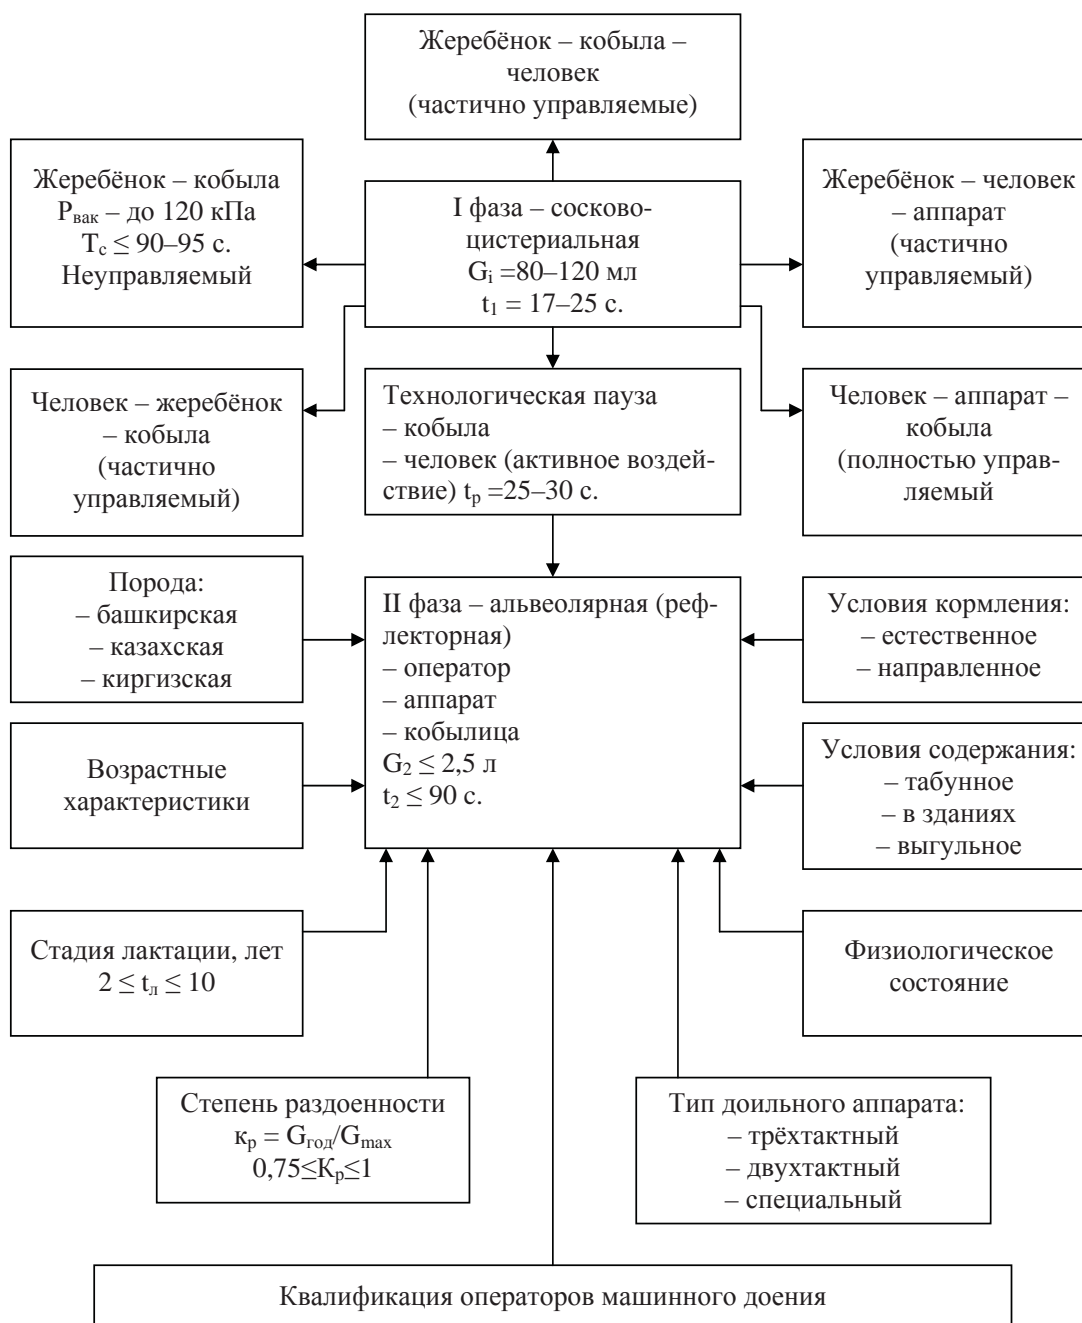 Жеребёнок – кобыла –
человек
(частично управляемые)
Жеребёнок – кобыла
Pвак – до 120 кПа
Tс ≤ 90–95 с.
Неуправляемый
I фаза – сосково-
цистериальная
Gi =80–120 мл
t1 = 17–25 с.
Жеребёнок – человек
– аппарат
(частично
управляемый)
Человек – жеребёнок
– кобыла
(частично
управляемый)
Технологическая пауза
– кобыла
– человек (активное воздей-
ствие) tp =25–30 с.
Человек – аппарат –
кобыла
(полностью управ-
ляемый
Порода:
– башкирская
– казахская
– киргизская
II фаза – альвеолярная (реф-
лекторная)
– оператор
– аппарат
– кобылица
G2 ≤ 2,5 л
t2 ≤ 90 с.
Условия кормления:
– естественное
– направленное
Возрастные
характеристики
Условия содержания:
– табунное
– в зданиях
– выгульное
Стадия лактации, лет
2 ≤ tл ≤ 10
Физиологическое
состояние
Степень раздоенности
кр = Gгод/Gmax
0,75≤Кр≤1
Тип доильного аппарата:
– трёхтактный
– двухтактный
– специальный
Квалификация операторов машинного доения